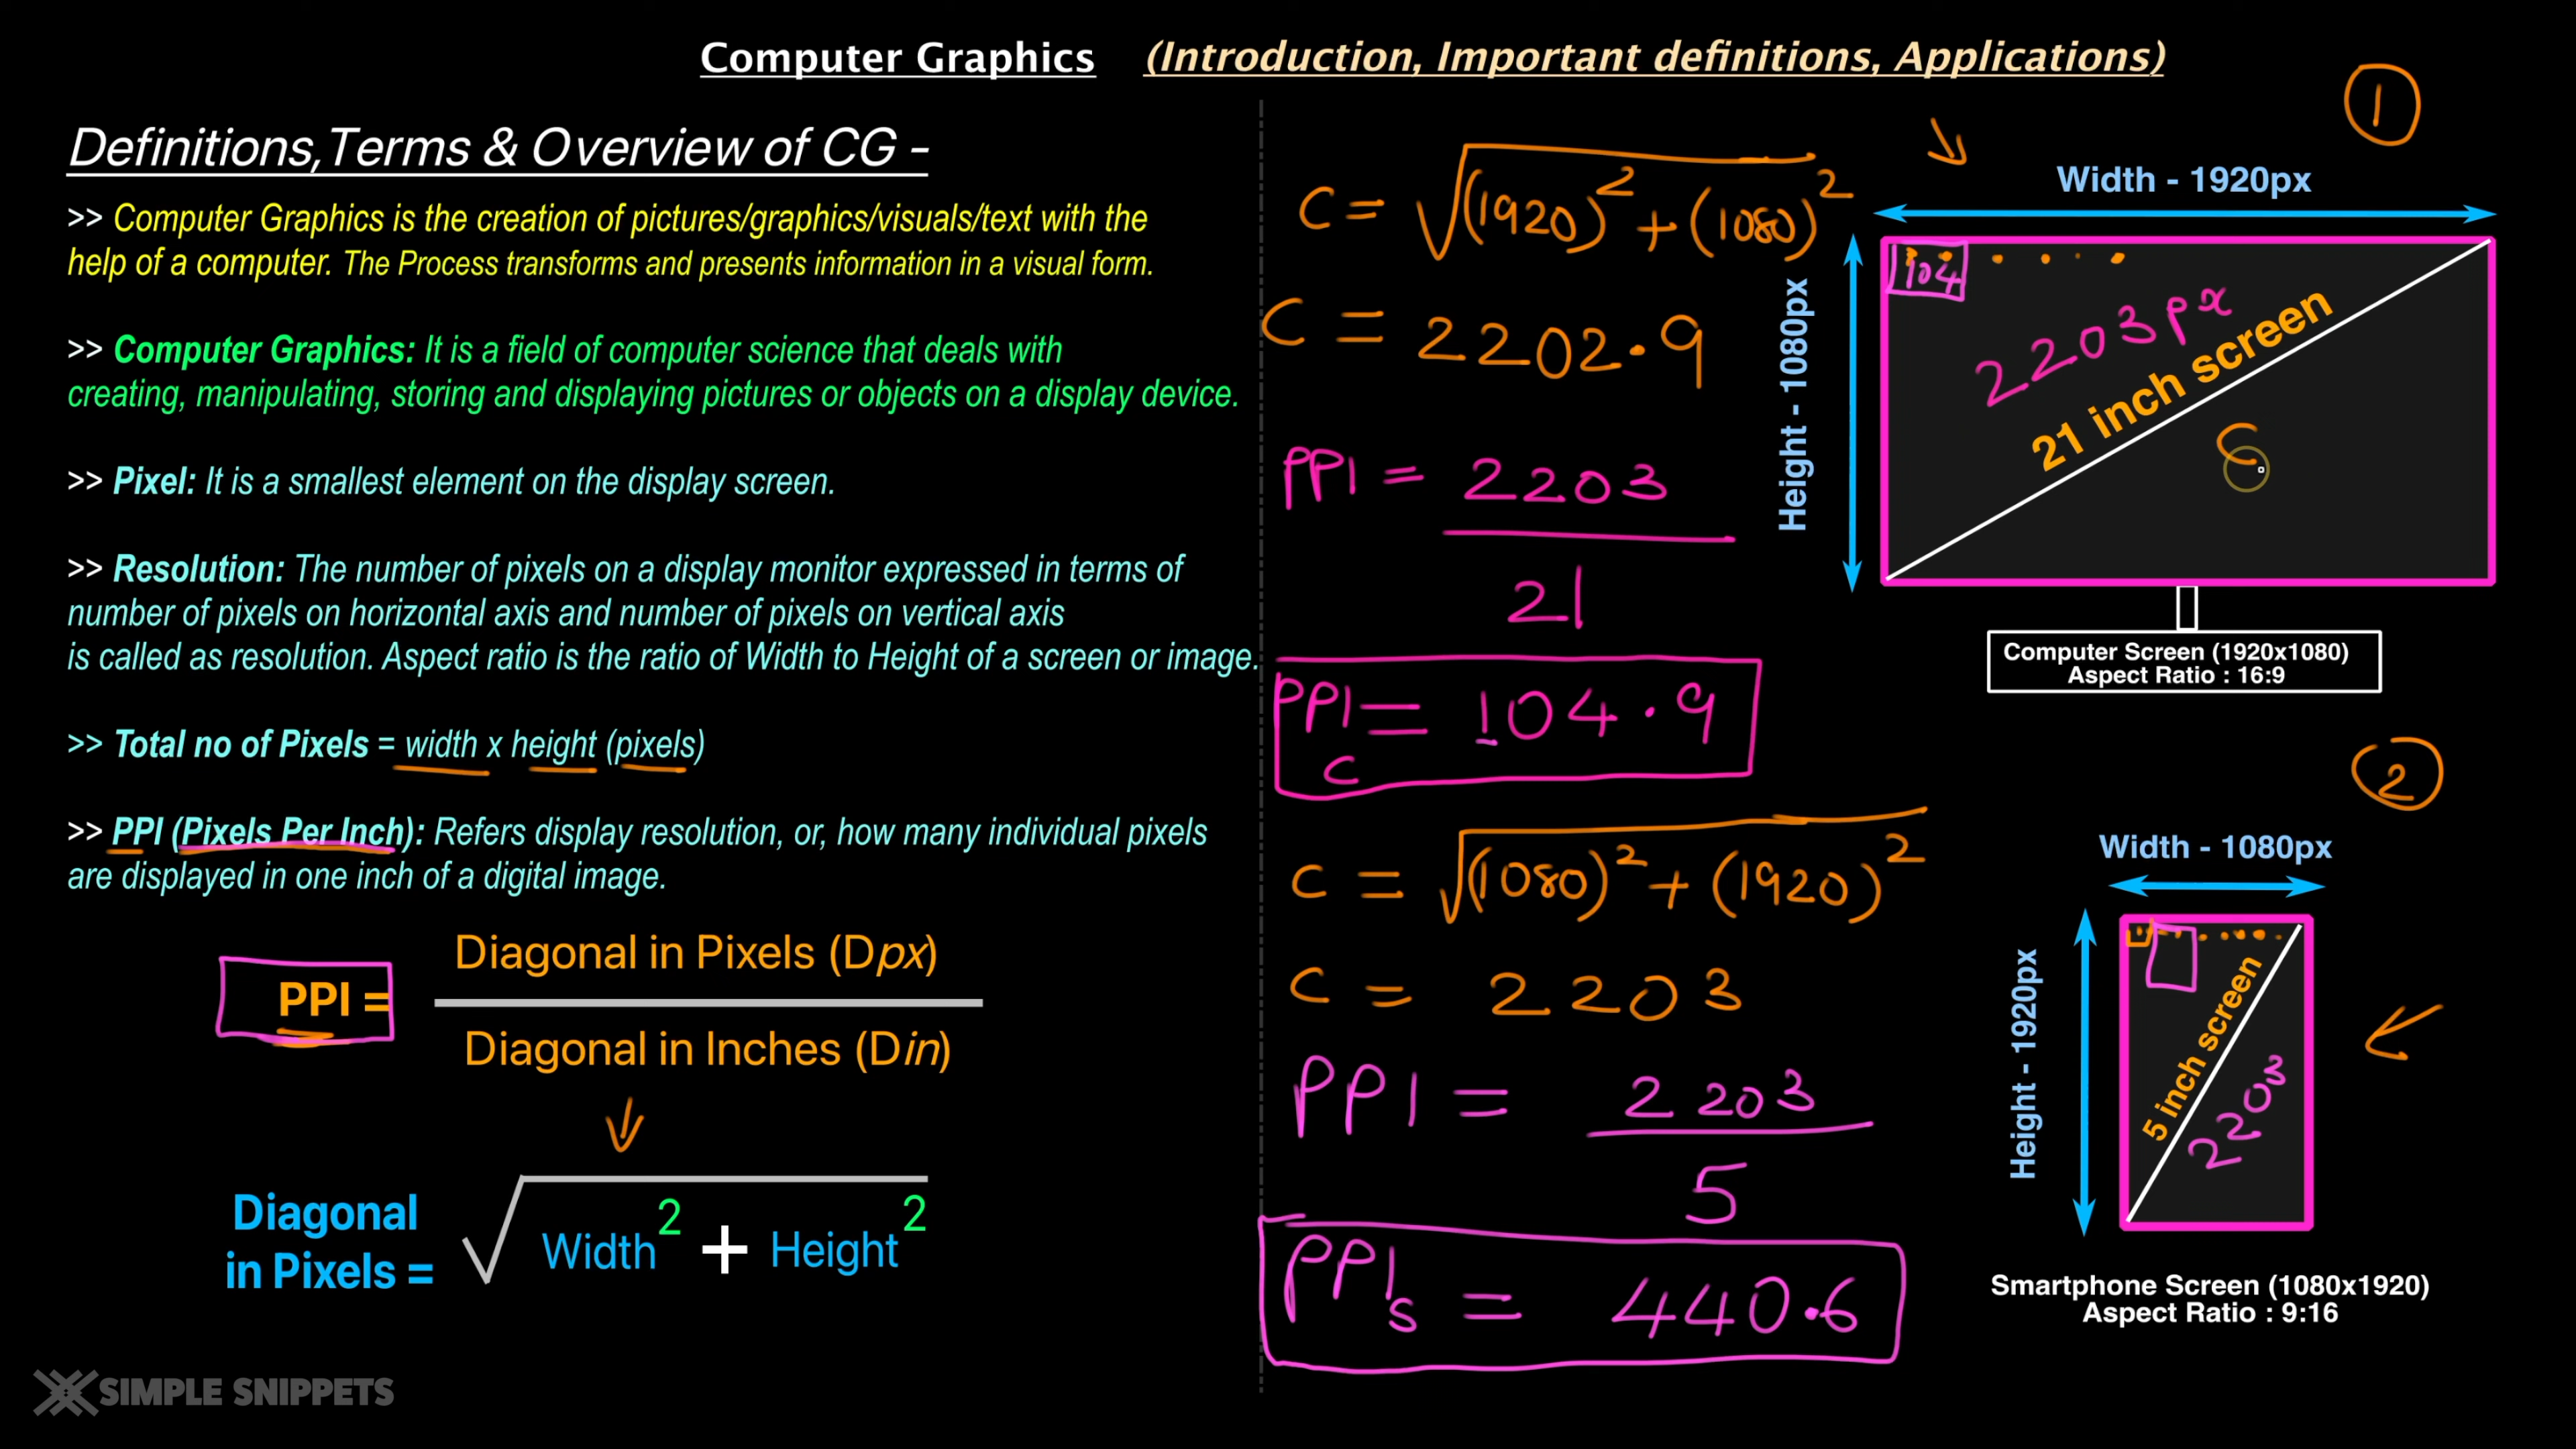 Computer Graphics (Introduction, Important definitions, Applications)
Definitions,Terms & Overview of CG -
>> Computer Graphics is the creation of pictures/graphics/visuals/text with the
help of a computer. The Process transforms and presents information in a visual form.
>> Computer Graphics: It is a field of computer science that deals with
creating, manipulating, storing and displaying pictures or objects on a display device.
>> Pixel: It is a smallest element on the display screen.
>> Resolution: The number of pixels on a display monitor expressed in terms of
number of pixels on horizontal axis and number of pixels on vertical axis
is called as resolution. Aspect ratio is the ratio of Width to Height of a screen or image.
>> Total no of Pixels = width x height (pixels)
>> PPI (Pixels Per Inch): Refers display resolution, or, how many individual pixels
are displayed in one inch of a digital image.
PPI =
Diagonal in Pixels (Dpx)
Diagonal in Inches (Din)
Diagonal
in Pixels =
√ Width² + Height²
SIMPLE SNIPPETS
C = √(1920)² + (1080)²
C = 2202.9
PPI = 2203
21
PPI = 104.9
C
C = √(1080)² + (1920)²
C = 2203
PPI = 2203
5
PPIs = 440.6
1
Width - 1920px
Height - 1080px
104
2203px
21 inch screen
C
Computer Screen (1920x1080)
Aspect Ratio : 16:9
2
Width - 1080px
Height - 1920px
5 inch screen
2203
Smartphone Screen (1080x1920)
Aspect Ratio : 9:16